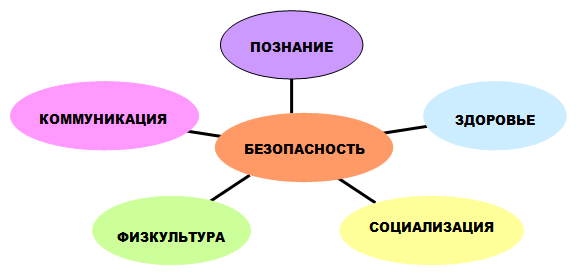 ПОЗНАНИЕ
КОММУНИКАЦИЯ
ЗДОРОВЬЕ
БЕЗОПАСНОСТЬ
ФИЗКУЛЬТУРА
СОЦИАЛИЗАЦИЯ